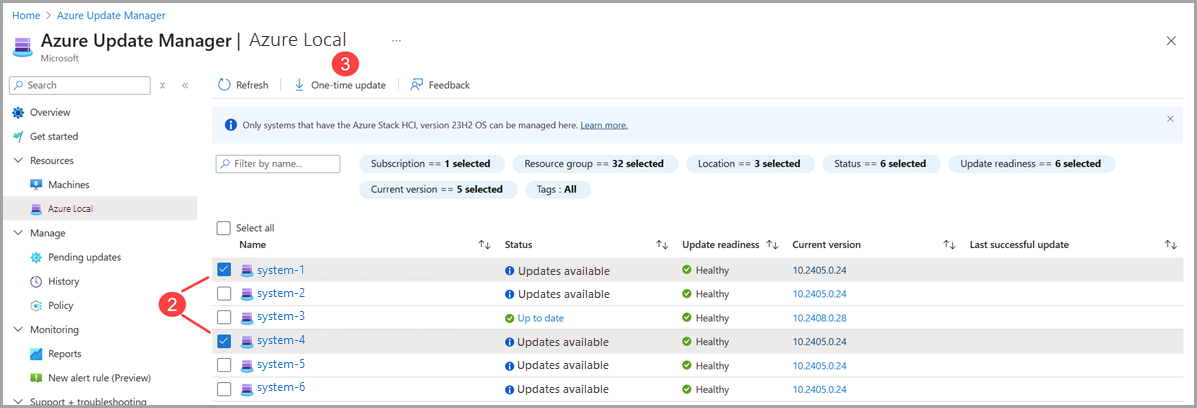 Home > Azure Update Manager
Azure Update Manager | Azure Local ...
Microsoft
3
Search
Refresh One-time update Feedback
Overview
Get started
Resources
Machines
Azure Local
Manage
Pending updates
History
Policy
Monitoring
Reports
New alert rule (Preview)
Support + troubleshooting
Only systems that have the Azure Stack HCI, version 23H2 OS can be managed here. Learn more.
Filter by name... Subscription == 1 selected Resource group == 32 selected Location == 3 selected Status == 6 selected Update readiness == 6 selected
Current version == 5 selected Tags : All
Select all
Name Status Update readiness Current version Last successful update
system-1 Updates available Healthy 10.2405.0.24
system-2 Updates available Healthy 10.2405.0.24
2
system-3 Up to date Healthy 10.2408.0.28
system-4 Updates available Healthy 10.2405.0.24
system-5 Updates available Healthy 10.2405.0.24
system-6 Updates available Healthy 10.2405.0.24